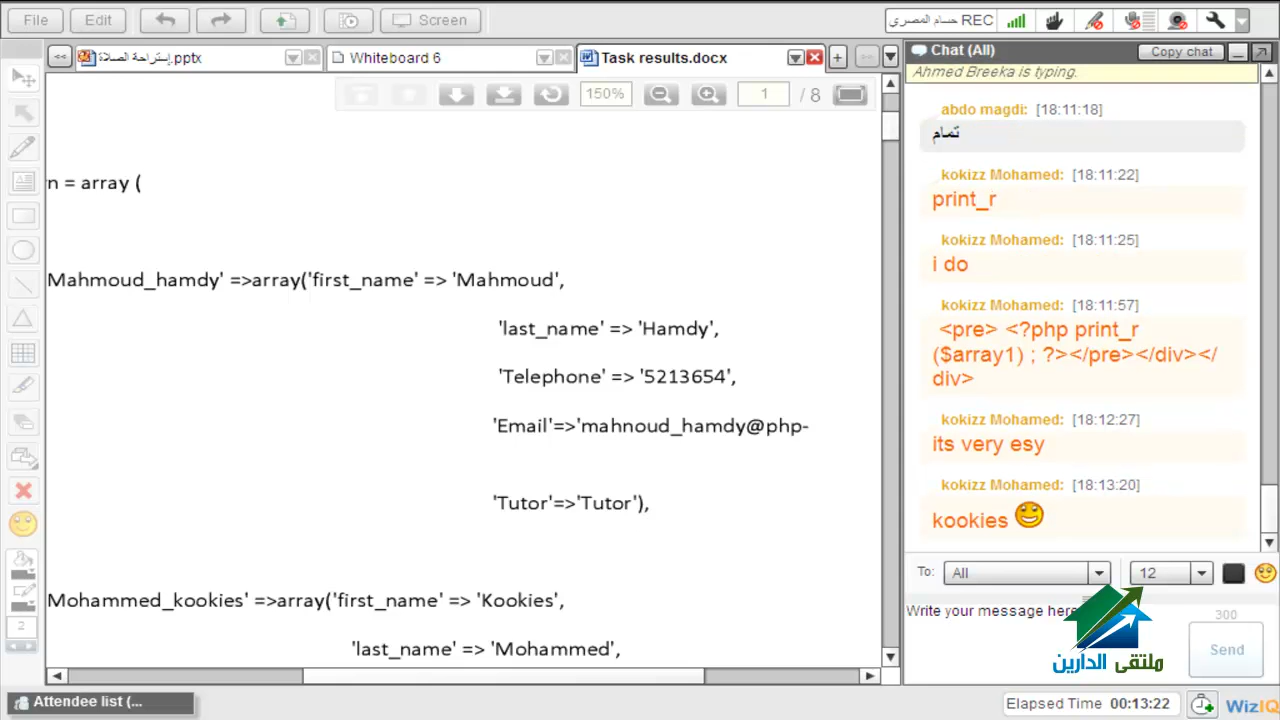 File Edit Screen حسام المصري REC
<< إستراحة الصلاة.pptx Whiteboard 6 Task results.docx +
Chat (All) Copy chat
Ahmed Breeka is typing.
150% 1 / 8
n = array (
Mahmoud_hamdy' =>array('first_name' => 'Mahmoud',
'last_name' => 'Hamdy',
'Telephone' => '5213654',
'Email'=>'mahnoud_hamdy@php-
'Tutor'=>'Tutor'),
Mohammed_kookies' =>array('first_name' => 'Kookies',
'last_name' => 'Mohammed',
abdo magdi: [18:11:18]
تمام
kokizz Mohamed: [18:11:22]
print_r
kokizz Mohamed: [18:11:25]
i do
kokizz Mohamed: [18:11:57]
<pre> <?php print_r
($array1) ; ?></pre></div></
div>
kokizz Mohamed: [18:12:27]
its very esy
kokizz Mohamed: [18:13:20]
kookies
To: All 12
Write your message here
300
Send
ملتقى الدارين
2
Attendee list (...
Elapsed Time 00:13:22
WizIQ